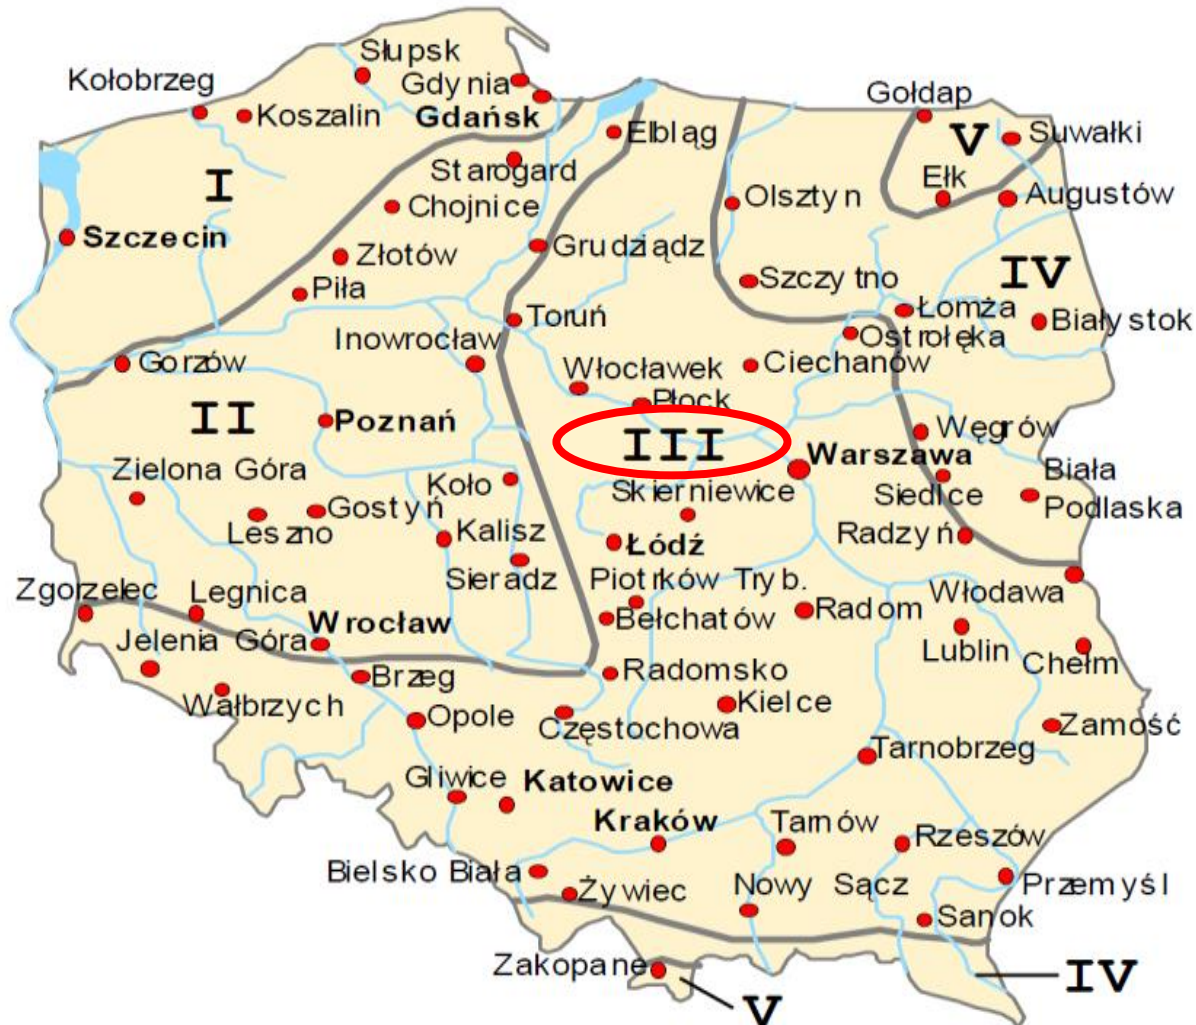 Słupsk
Kołobrzeg
Gdynia
Gołdap
Koszalin
Gdańsk
Elbląg
V
Suwałki
Starogard
I
Ełk
Olsztyn
Augustów
Chojnice
Szczecin
Grudziądz
Złotów
IV
Szczytno
Piła
Łomża
Toruń
Białystok
Inowrocław
Ostrołęka
Gorzów
Włocławek
Ciechanów
Płock
II
Poznań
Węgrów
III
Warszawa
Zielona Góra
Biała
Podlaska
Koło
Skierniewice
Siedlce
Gostyń
Leszno
Kalisz
Radzyń
Łódź
Sieradz
Piotrków Tryb.
Zgorzelec
Legnica
Włodawa
Radom
Bełchatów
Wrocław
Jelenia Góra
Lublin
Chełm
Radomsko
Brzeg
Wałbrzych
Kielce
Opole
Częstochowa
Zamość
Tarnobrzeg
Gliwice
Katowice
Kraków
Tarnów
Rzeszów
Bielsko Biała
Żywiec
Nowy Sącz
Przemyśl
Sanok
Zakopane
IV
V